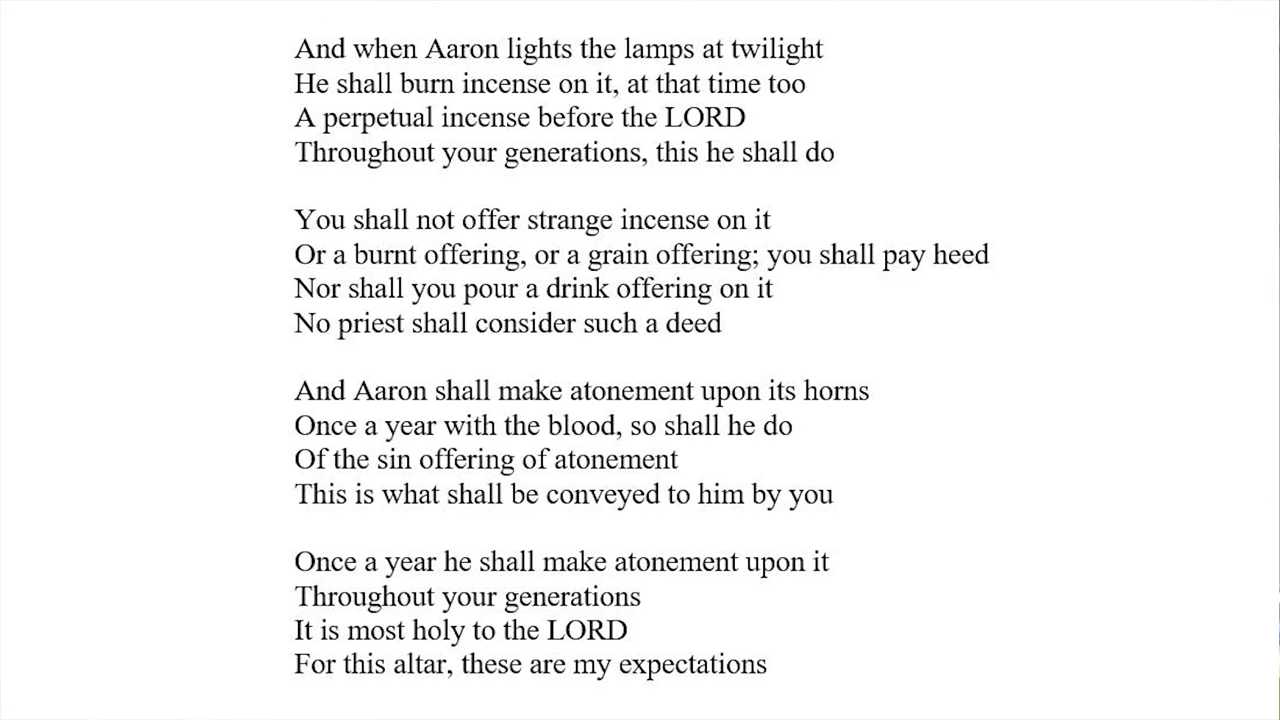 And when Aaron lights the lamps at twilight
He shall burn incense on it, at that time too
A perpetual incense before the LORD
Throughout your generations, this he shall do
You shall not offer strange incense on it
Or a burnt offering, or a grain offering; you shall pay heed
Nor shall you pour a drink offering on it
No priest shall consider such a deed
And Aaron shall make atonement upon its horns
Once a year with the blood, so shall he do
Of the sin offering of atonement
This is what shall be conveyed to him by you
Once a year he shall make atonement upon it
Throughout your generations
It is most holy to the LORD
For this altar, these are my expectations